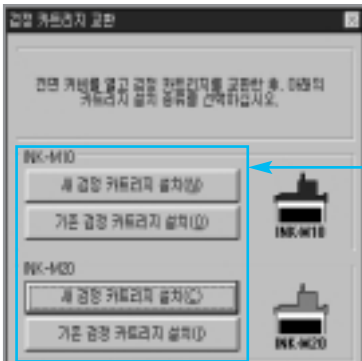 검정 카트리지 교환
전면 커버를 열고 검정 카트리지를 교환한 후, 아래의
카트리지 설치 종류를 선택하십시오.
INK-M10
새 검정 카트리지 설치(N)
기존 검정 카트리지 설치(O)
INK-M10
INK-M20
새 검정 카트리지 설치(C)
기존 검정 카트리지 설치(I)
INK-M20